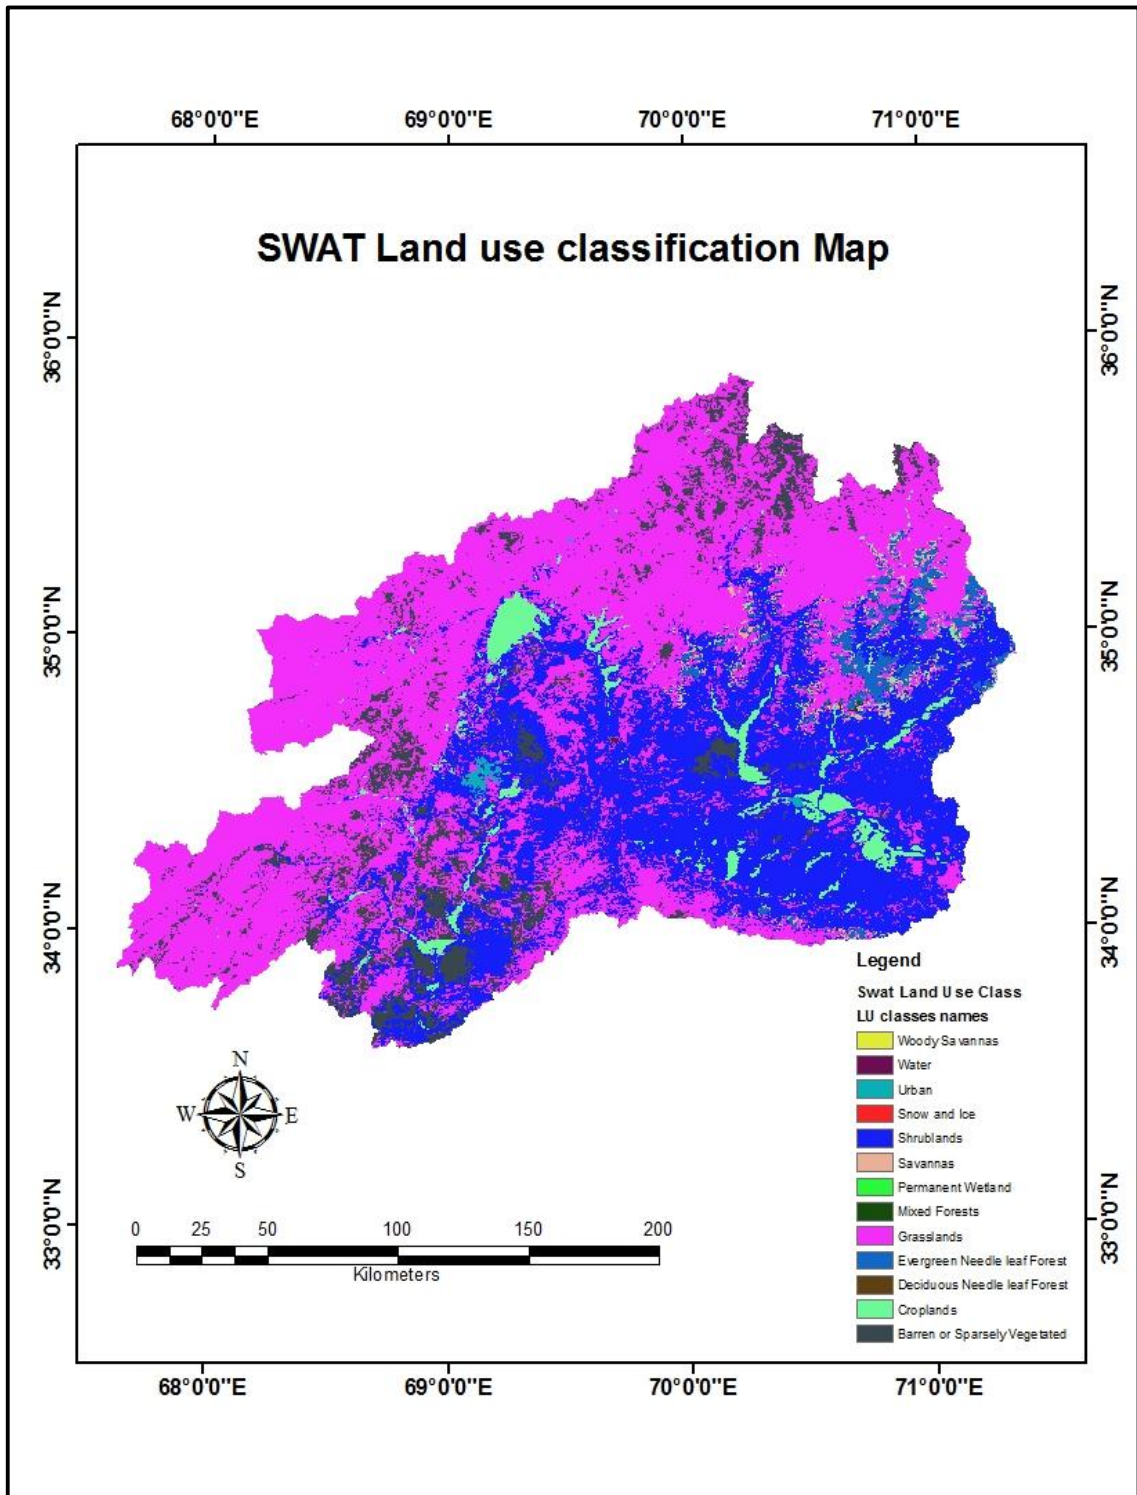 68°0'0"E 69°0'0"E 70°0'0"E 71°0'0"E
SWAT Land use classification Map
36°0'0"N 36°0'0"N
35°0'0"N 35°0'0"N
34°0'0"N 34°0'0"N
33°0'0"N 33°0'0"N
Legend
Swat Land Use Class
LU classes names
Woody Savannas
Water
Urban
Snow and Ice
Shrublands
Savannas
Permanent Wetland
Mixed Forests
Grasslands
Evergreen Needle leaf Forest
Deciduous Needle leaf Forest
Croplands
Barren or Sparsely Vegetated
N
W E
S
0 25 50 100 150 200
Kilometers
68°0'0"E 69°0'0"E 70°0'0"E 71°0'0"E